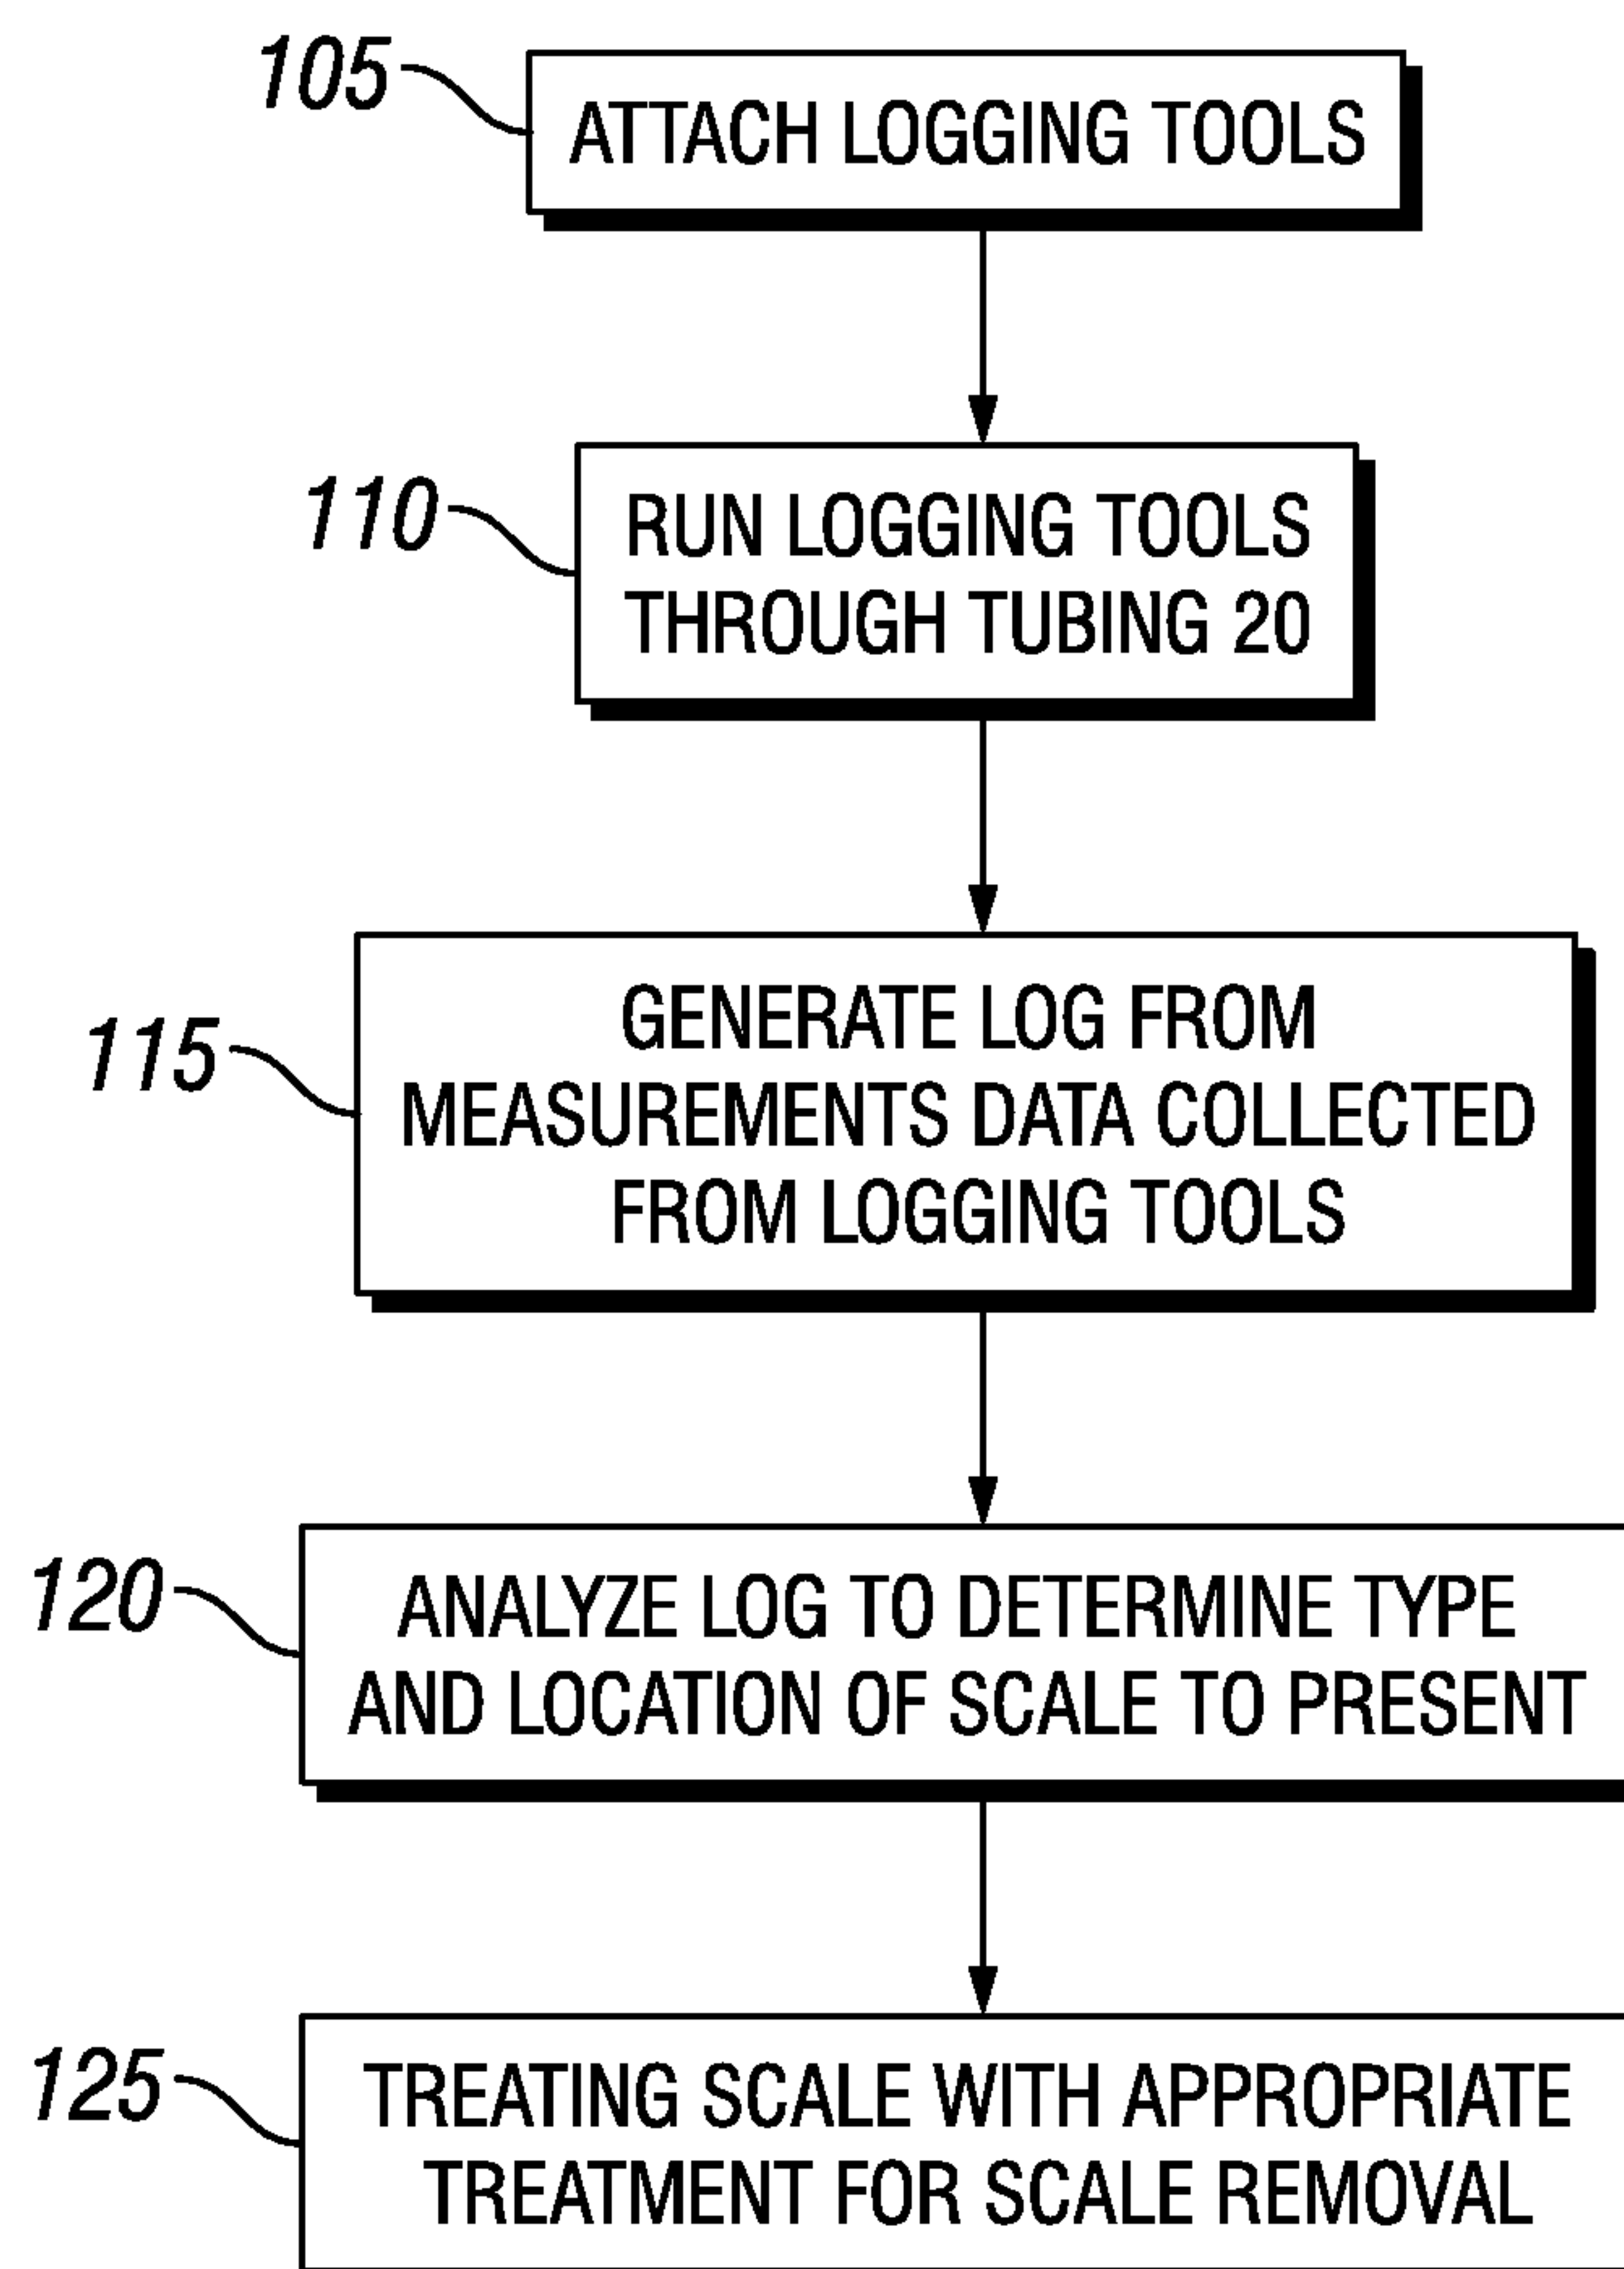 105
ATTACH LOGGING TOOLS
110
RUN LOGGING TOOLS
THROUGH TUBING 20
115
GENERATE LOG FROM
MEASUREMENTS DATA COLLECTED
FROM LOGGING TOOLS
120
ANALYZE LOG TO DETERMINE TYPE
AND LOCATION OF SCALE TO PRESENT
125
TREATING SCALE WITH APPROPRIATE
TREATMENT FOR SCALE REMOVAL